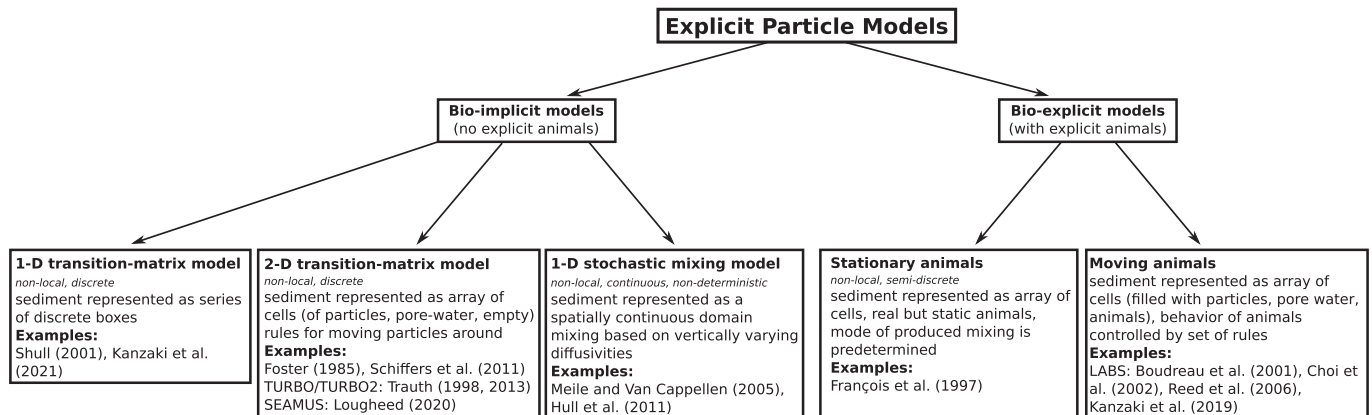 Explicit Particle Models
Bio-implicit models
(no explicit animals)
Bio-explicit models
(with explicit animals)
1-D transition-matrix model
non-local, discrete
sediment represented as series
of discrete boxes
Examples:
Shull (2001), Kanzaki et al.
(2021)
2-D transition-matrix model
non-local, discrete
sediment represented as array of
cells (of particles, pore-water, empty)
rules for moving particles around
Examples:
Foster (1985), Schiffers et al. (2011)
TURBO/TURBO2: Trauth (1998, 2013)
SEAMUS: Lougheed (2020)
1-D stochastic mixing model
non-local, continuous, non-deterministic
sediment represented as a
spatially continuous domain
mixing based on vertically varying
diffusivities
Examples:
Meile and Van Cappellen (2005),
Hull et al. (2011)
Stationary animals
non-local, semi-discrete
sediment represented as array of
cells, real but static animals,
mode of produced mixing is
predetermined
Examples:
François et al. (1997)
Moving animals
sediment represented as array of
cells (filled with particles, pore water,
animals), behavior of animals
controlled by set of rules
Examples:
LABS: Boudreau et al. (2001), Choi et
al. (2002), Reed et al. (2006),
Kanzaki et al. (2019)